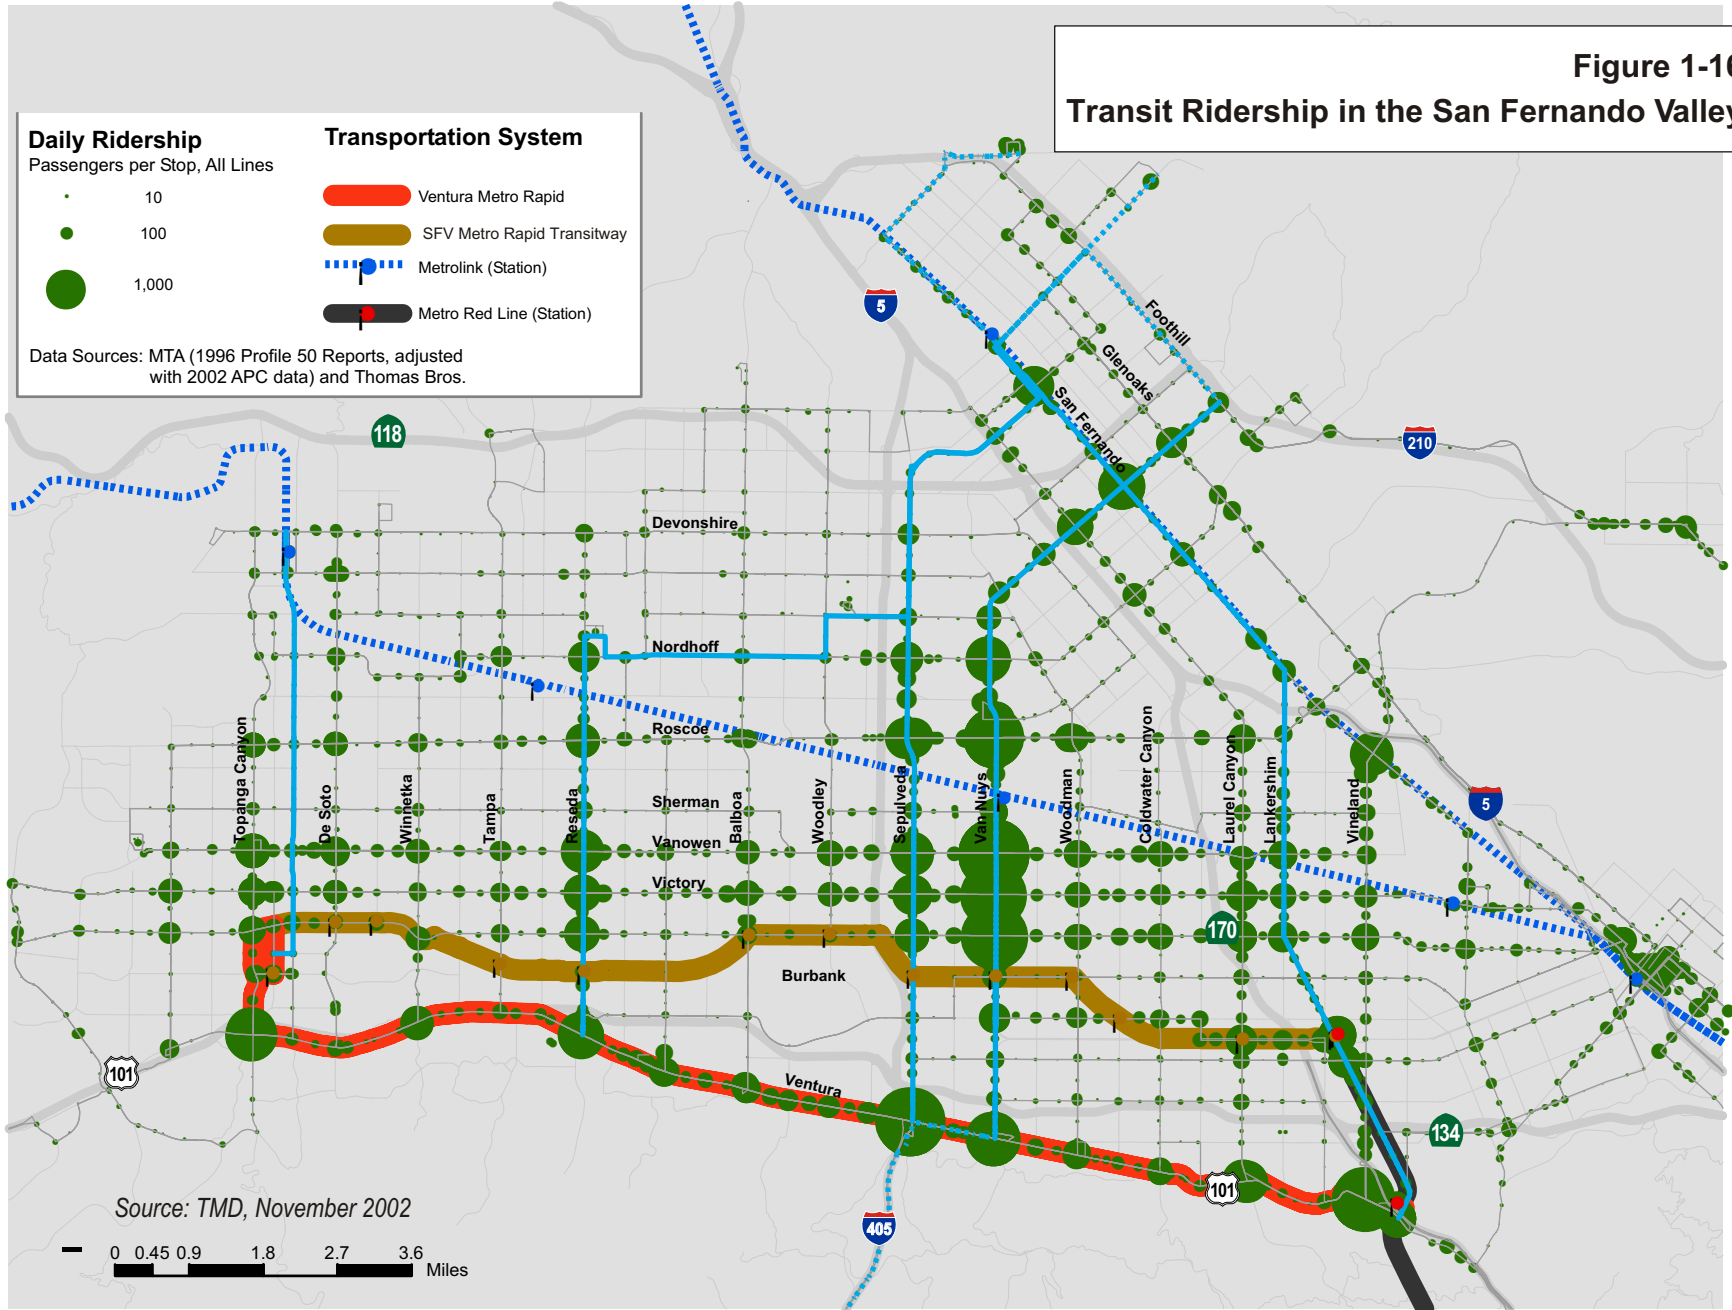 Figure 1-16
Transit Ridership in the San Fernando Valley
Daily Ridership
Passengers per Stop, All Lines
10
100
1,000
Transportation System
Ventura Metro Rapid
SFV Metro Rapid Transitway
Metrolink (Station)
Metro Red Line (Station)
Data Sources: MTA (1996 Profile 50 Reports, adjusted
with 2002 APC data) and Thomas Bros.
5
118
210
Foothill
Glenoaks
San Fernando
Devonshire
Nordhoff
Roscoe
Sherman
Vanowen
Victory
Burbank
Ventura
Topanga Canyon
De Soto
Winnetka
Tampa
Reseda
Balboa
Woodley
Sepulveda
Van Nuys
Woodman
Coldwater Canyon
Laurel Canyon
Lankershim
Vineland
5
170
101
134
101
405
Source: TMD, November 2002
0 0.45 0.9 1.8 2.7 3.6
Miles